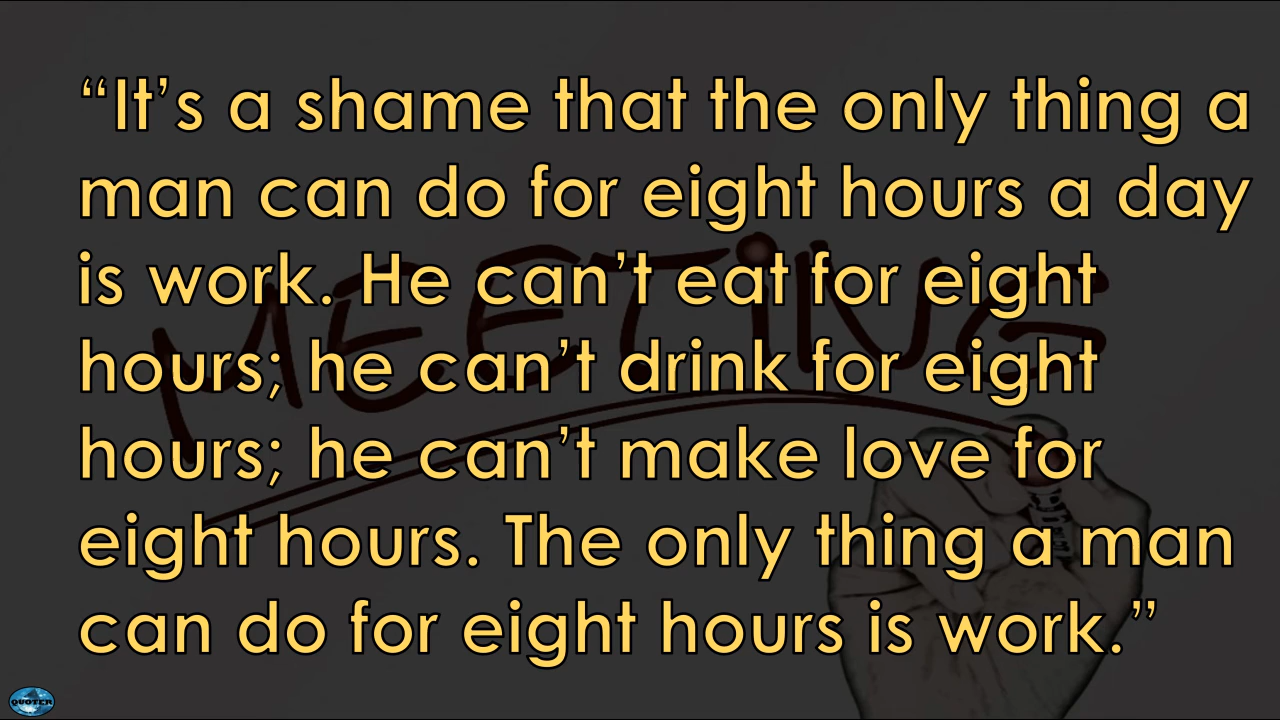 “It’s a shame that the only thing a
man can do for eight hours a day
is work. He can’t eat for eight
hours; he can’t drink for eight
hours; he can’t make love for
eight hours. The only thing a man
can do for eight hours is work.”
MEETiNG
QUOTER